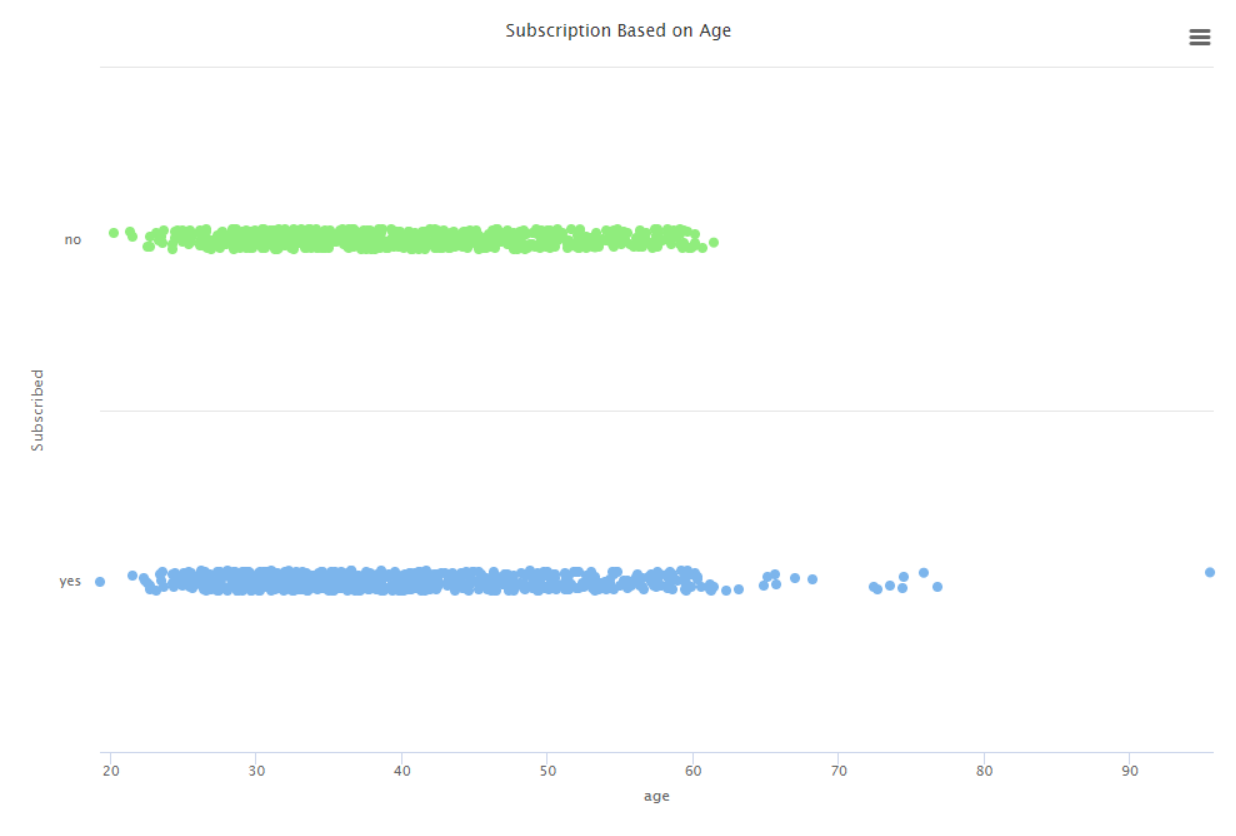 Subscription Based on Age
no
Subscribed
yes
20 30 40 50 60 70 80 90
age